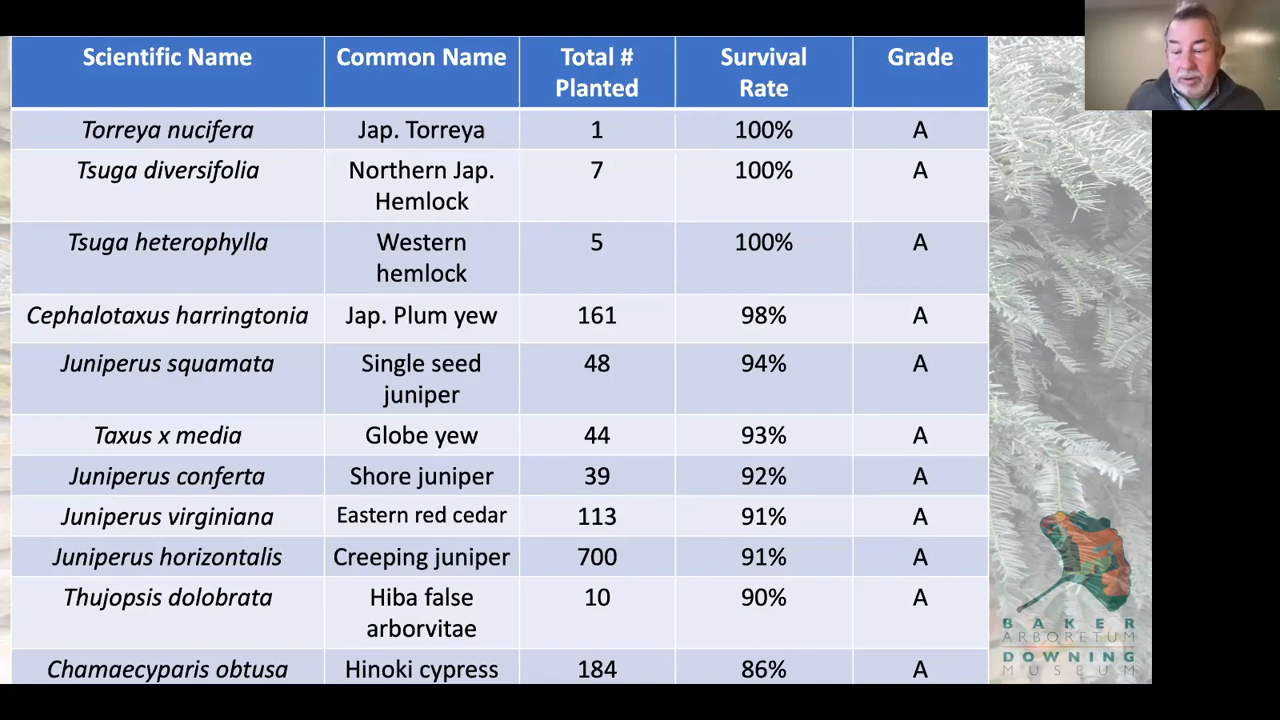 Scientific Name Common Name Total # Survival Grade
Planted Rate
Torreya nucifera Jap. Torreya 1 100% A
Tsuga diversifolia Northern Jap. 7 100% A
Hemlock
Tsuga heterophylla Western 5 100% A
hemlock
Cephalotaxus harringtonia Jap. Plum yew 161 98% A
Juniperus squamata Single seed 48 94% A
juniper
Taxus x media Globe yew 44 93% A
Juniperus conferta Shore juniper 39 92% A
Juniperus virginiana Eastern red cedar 113 91% A
Juniperus horizontalis Creeping juniper 700 91% A
Thujopsis dolobrata Hiba false 10 90% A
arborvitae
Chamaecyparis obtusa Hinoki cypress 184 86% A
BAKER
ARBORETUM
DOWNING
MUSEUM